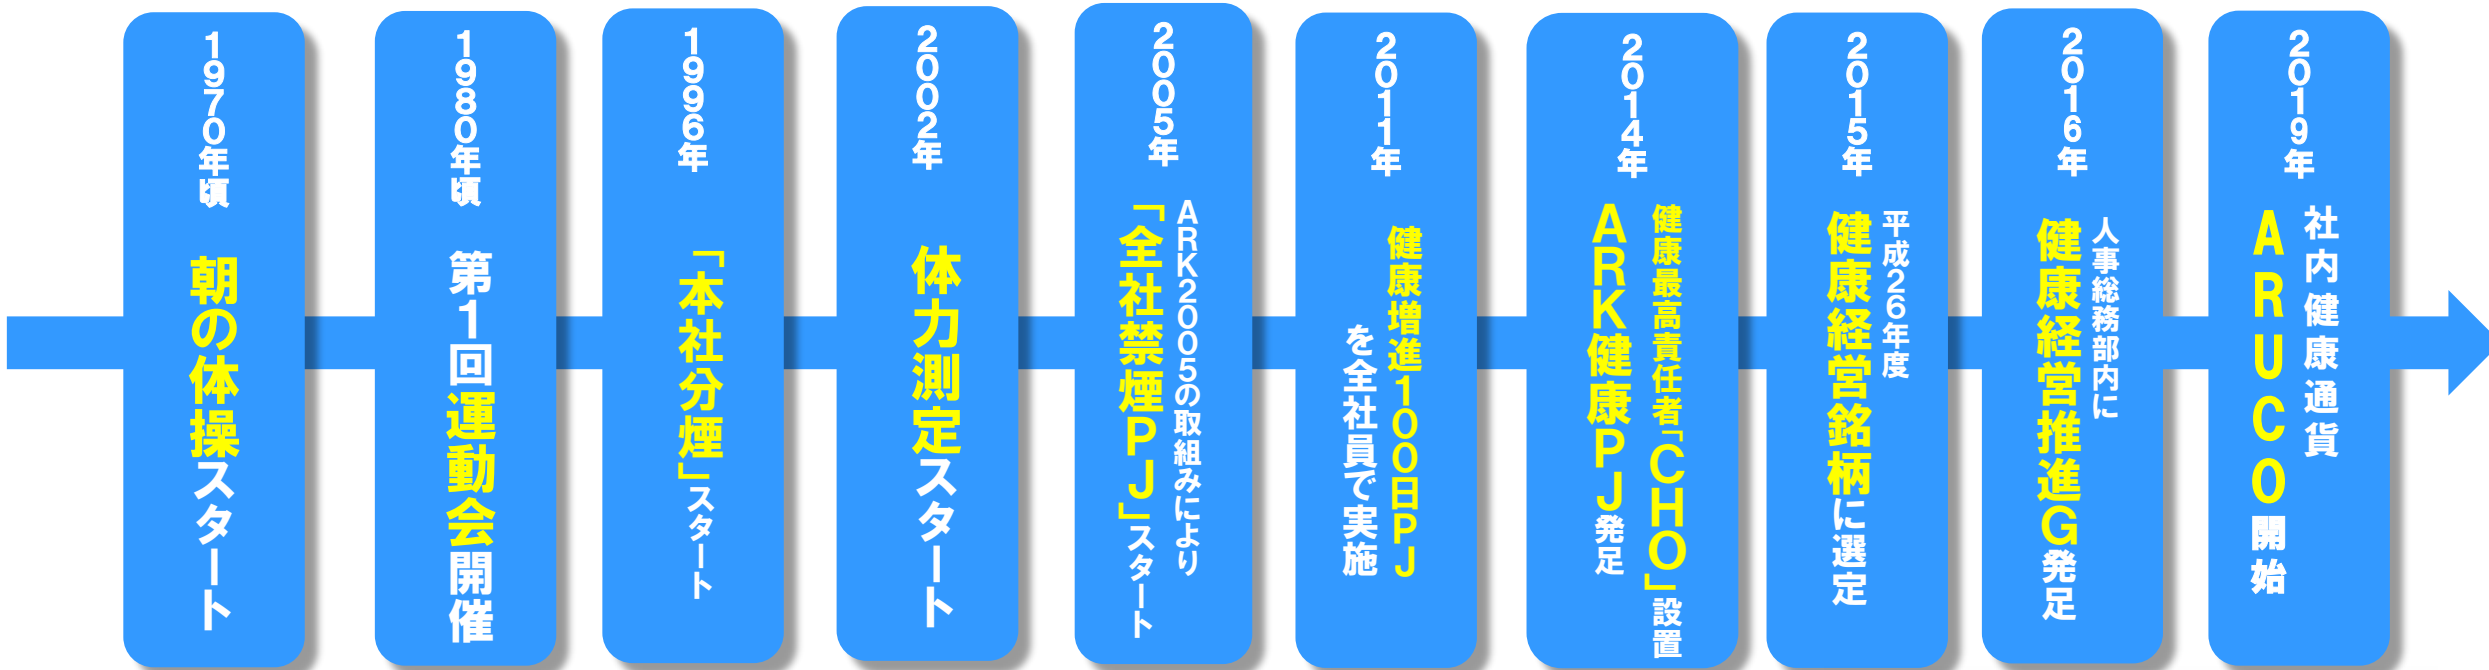 1970年頃 朝の体操スタート
1980年頃 第1回運動会開催
1996年 「本社分煙」スタート
2002年 体力測定スタート
2005年 ARK2005の取組みにより
「全社禁煙PJ」スタート
2011年 健康増進100日PJ
を全社員で実施
2014年 健康最高責任者「CHO」設置
ARK健康PJ発足
2015年 平成26年度
健康経営銘柄に選定
2016年 人事総務部内に
健康経営推進G発足
2019年 社内健康通貨
ARUCO開始